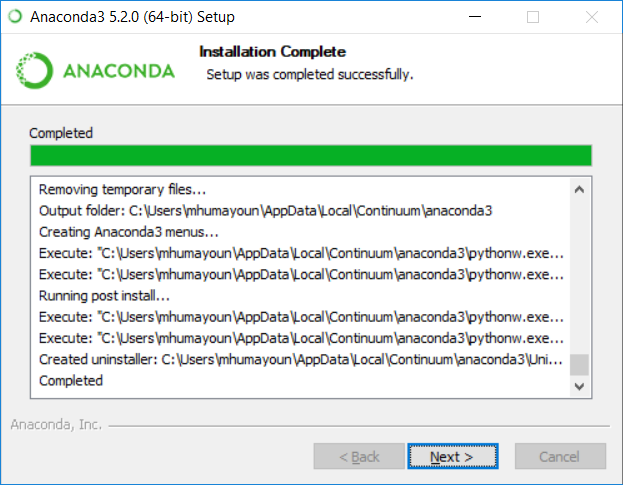 Anaconda3 5.2.0 (64-bit) Setup
ANACONDA
Installation Complete
Setup was completed successfully.
Completed
Removing temporary files...
Output folder: C:\Users\mhumayoun\AppData\Local\Continuum\anaconda3
Creating Anaconda3 menus...
Execute: "C:\Users\mhumayoun\AppData\Local\Continuum\anaconda3\pythonw.exe...
Execute: "C:\Users\mhumayoun\AppData\Local\Continuum\anaconda3\pythonw.exe...
Running post install...
Execute: "C:\Users\mhumayoun\AppData\Local\Continuum\anaconda3\pythonw.exe...
Execute: "C:\Users\mhumayoun\AppData\Local\Continuum\anaconda3\pythonw.exe...
Created uninstaller: C:\Users\mhumayoun\AppData\Local\Continuum\anaconda3\Uni...
Completed
Anaconda, Inc.
< Back Next > Cancel